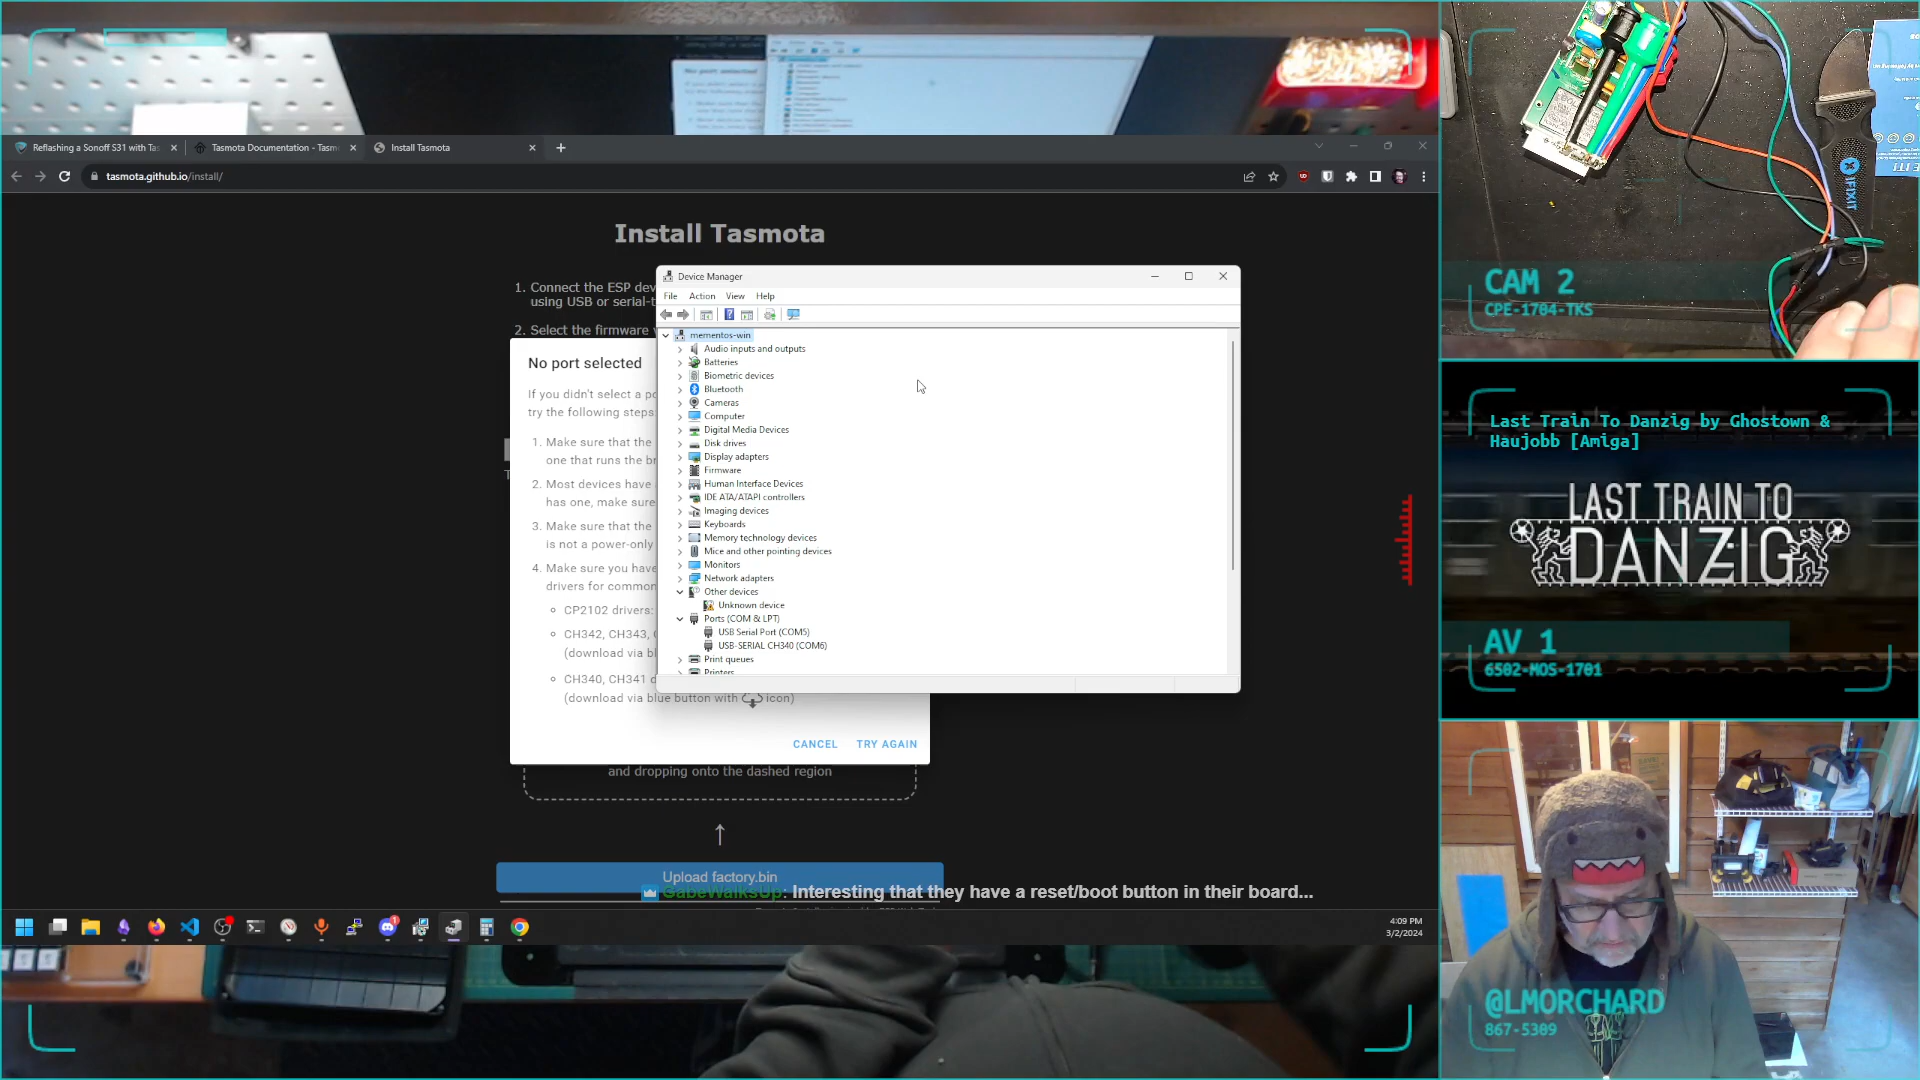 No port selected
Reflashing a Sonoff S31 with Tas
Tasmota Documentation - Tasm
Install Tasmota
tasmota.github.io/install/
Install Tasmota
1. Connect the ESP dev
using USB or serial-t
2. Select the firmware
No port selected
If you didn't select a po
try the following steps
1. Make sure that the
one that runs the br
2. Most devices have
has one, make sure
3. Make sure that the
is not a power-only
4. Make sure you have
drivers for common
CP2102 drivers:
CH342, CH343,
(download via bl
CH340, CH341 d
(download via blue button with icon)
CANCEL
TRY AGAIN
and dropping onto the dashed region
Upload factory.bin
GabeWalksUp: Interesting that they have a reset/boot button in their board...
Device Manager
File Action View Help
mementos-win
Audio inputs and outputs
Batteries
Biometric devices
Bluetooth
Cameras
Computer
Digital Media Devices
Disk drives
Display adapters
Firmware
Human Interface Devices
IDE ATA/ATAPI controllers
Imaging devices
Keyboards
Memory technology devices
Mice and other pointing devices
Monitors
Network adapters
Other devices
Unknown device
Ports (COM & LPT)
USB Serial Port (COM5)
USB-SERIAL CH340 (COM6)
Print queues
Printers
4:09 PM
3/2/2024
IFIXIT
CAM 2
CPE-1704-TKS
Last Train To Danzig by Ghostown &
Haujobb [Amiga]
LAST TRAIN TO
DANZIG
AV 1
6502-MOS-1701
@LMORCHARD
867-5309